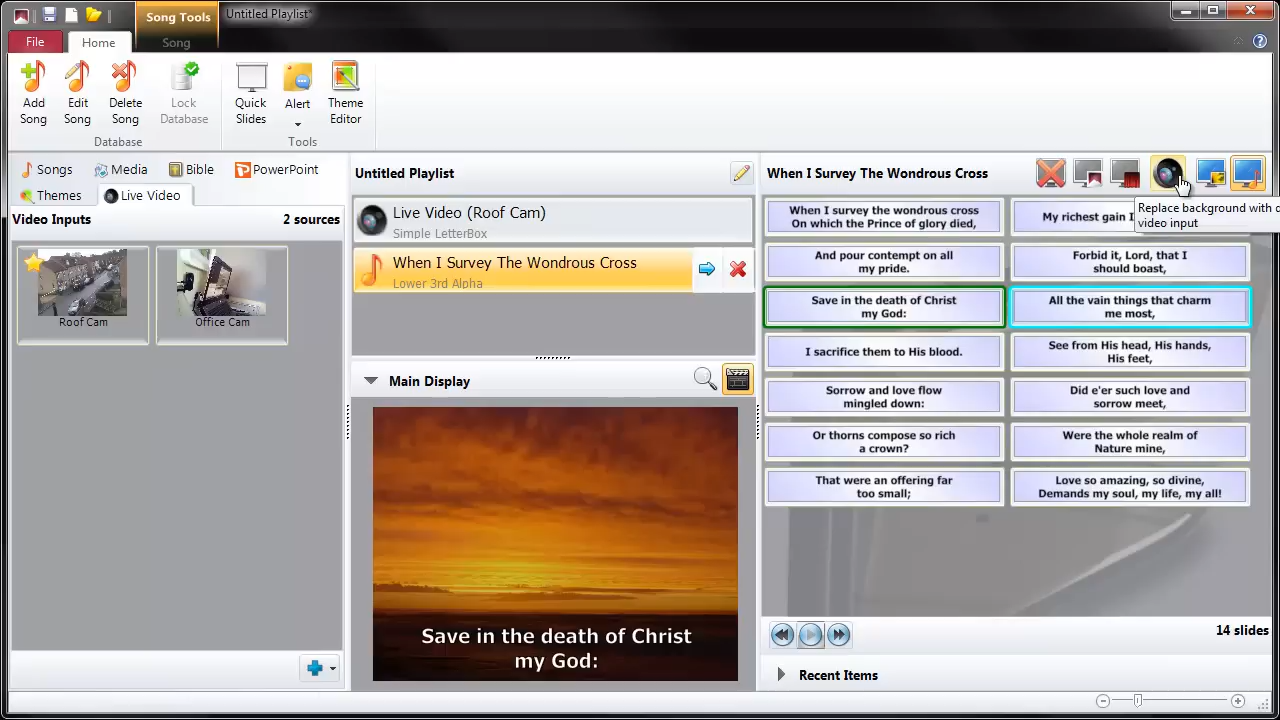 Song Tools
Untitled Playlist*
File
Home
Song
Add
Song
Edit
Song
Delete
Song
Lock
Database
Quick
Slides
Alert
Theme
Editor
Database
Tools
Songs
Media
Bible
PowerPoint
Themes
Live Video
Video Inputs
2 sources
Roof Cam
Office Cam
Untitled Playlist
Live Video (Roof Cam)
Simple LetterBox
When I Survey The Wondrous Cross
Lower 3rd Alpha
Main Display
Save in the death of Christ
my God:
When I Survey The Wondrous Cross
Replace background with
video input
When I survey the wondrous cross
On which the Prince of glory died,
My richest gain I
And pour contempt on all
my pride.
Forbid it, Lord, that I
should boast,
Save in the death of Christ
my God:
All the vain things that charm
me most,
I sacrifice them to His blood.
See from His head, His hands,
His feet,
Sorrow and love flow
mingled down:
Did e'er such love and
sorrow meet,
Or thorns compose so rich
a crown?
Were the whole realm of
Nature mine,
That were an offering far
too small;
Love so amazing, so divine,
Demands my soul, my life, my all!
14 slides
Recent Items